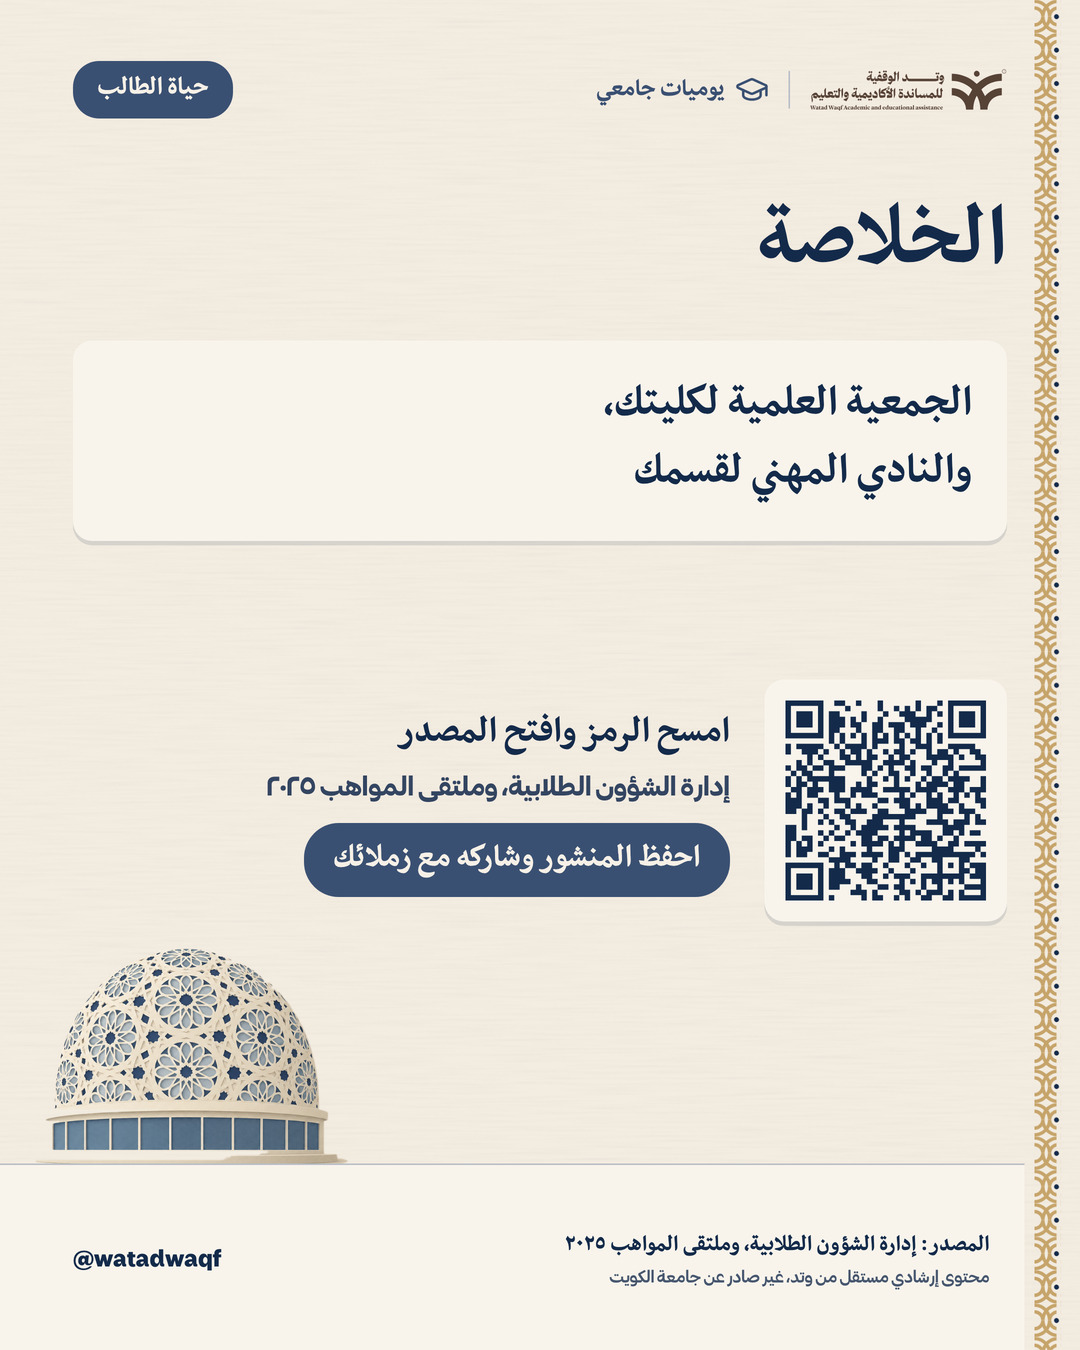 وتــــد الوقفية
للمساندة الأكاديمية والتعليم
Watad Waqf Academic and educational assistance
يوميات جامعي
حياة الطالب
الخلاصة
الجمعية العلمية لكليتك،
والنادي المهني لقسمك
امسح الرمز وافتح المصدر
إدارة الشؤون الطلابية، وملتقى المواهب ٢٠٢٥
احفظ المنشور وشاركه مع زملائك
المصدر: إدارة الشؤون الطلابية، وملتقى المواهب ٢٠٢٥
محتوى إرشادي مستقل من وتد، غير صادر عن جامعة الكويت
@watadwaqf